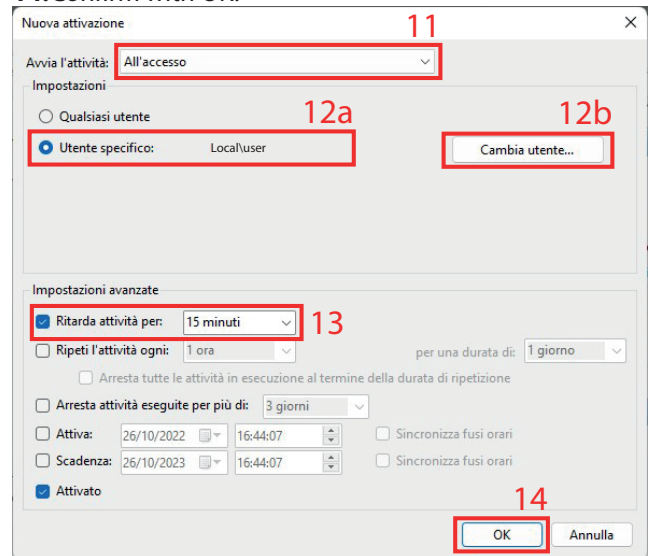 Nuova attivazione
11
Avvia l'attività: All'accesso
Impostazioni
Qualsiasi utente
12a
12b
Utente specifico: Local\user
Cambia utente...
Impostazioni avanzate
Ritarda attività per: 15 minuti
13
Ripeti l'attività ogni: 1 ora per una durata di: 1 giorno
Arresta tutte le attività in esecuzione al termine della durata di ripetizione
Arresta attività eseguite per più di: 3 giorni
Attiva: 26/10/2022 16:44:07 Sincronizza fusi orari
Scadenza: 26/10/2023 16:44:07 Sincronizza fusi orari
Attivato
14
OK Annulla